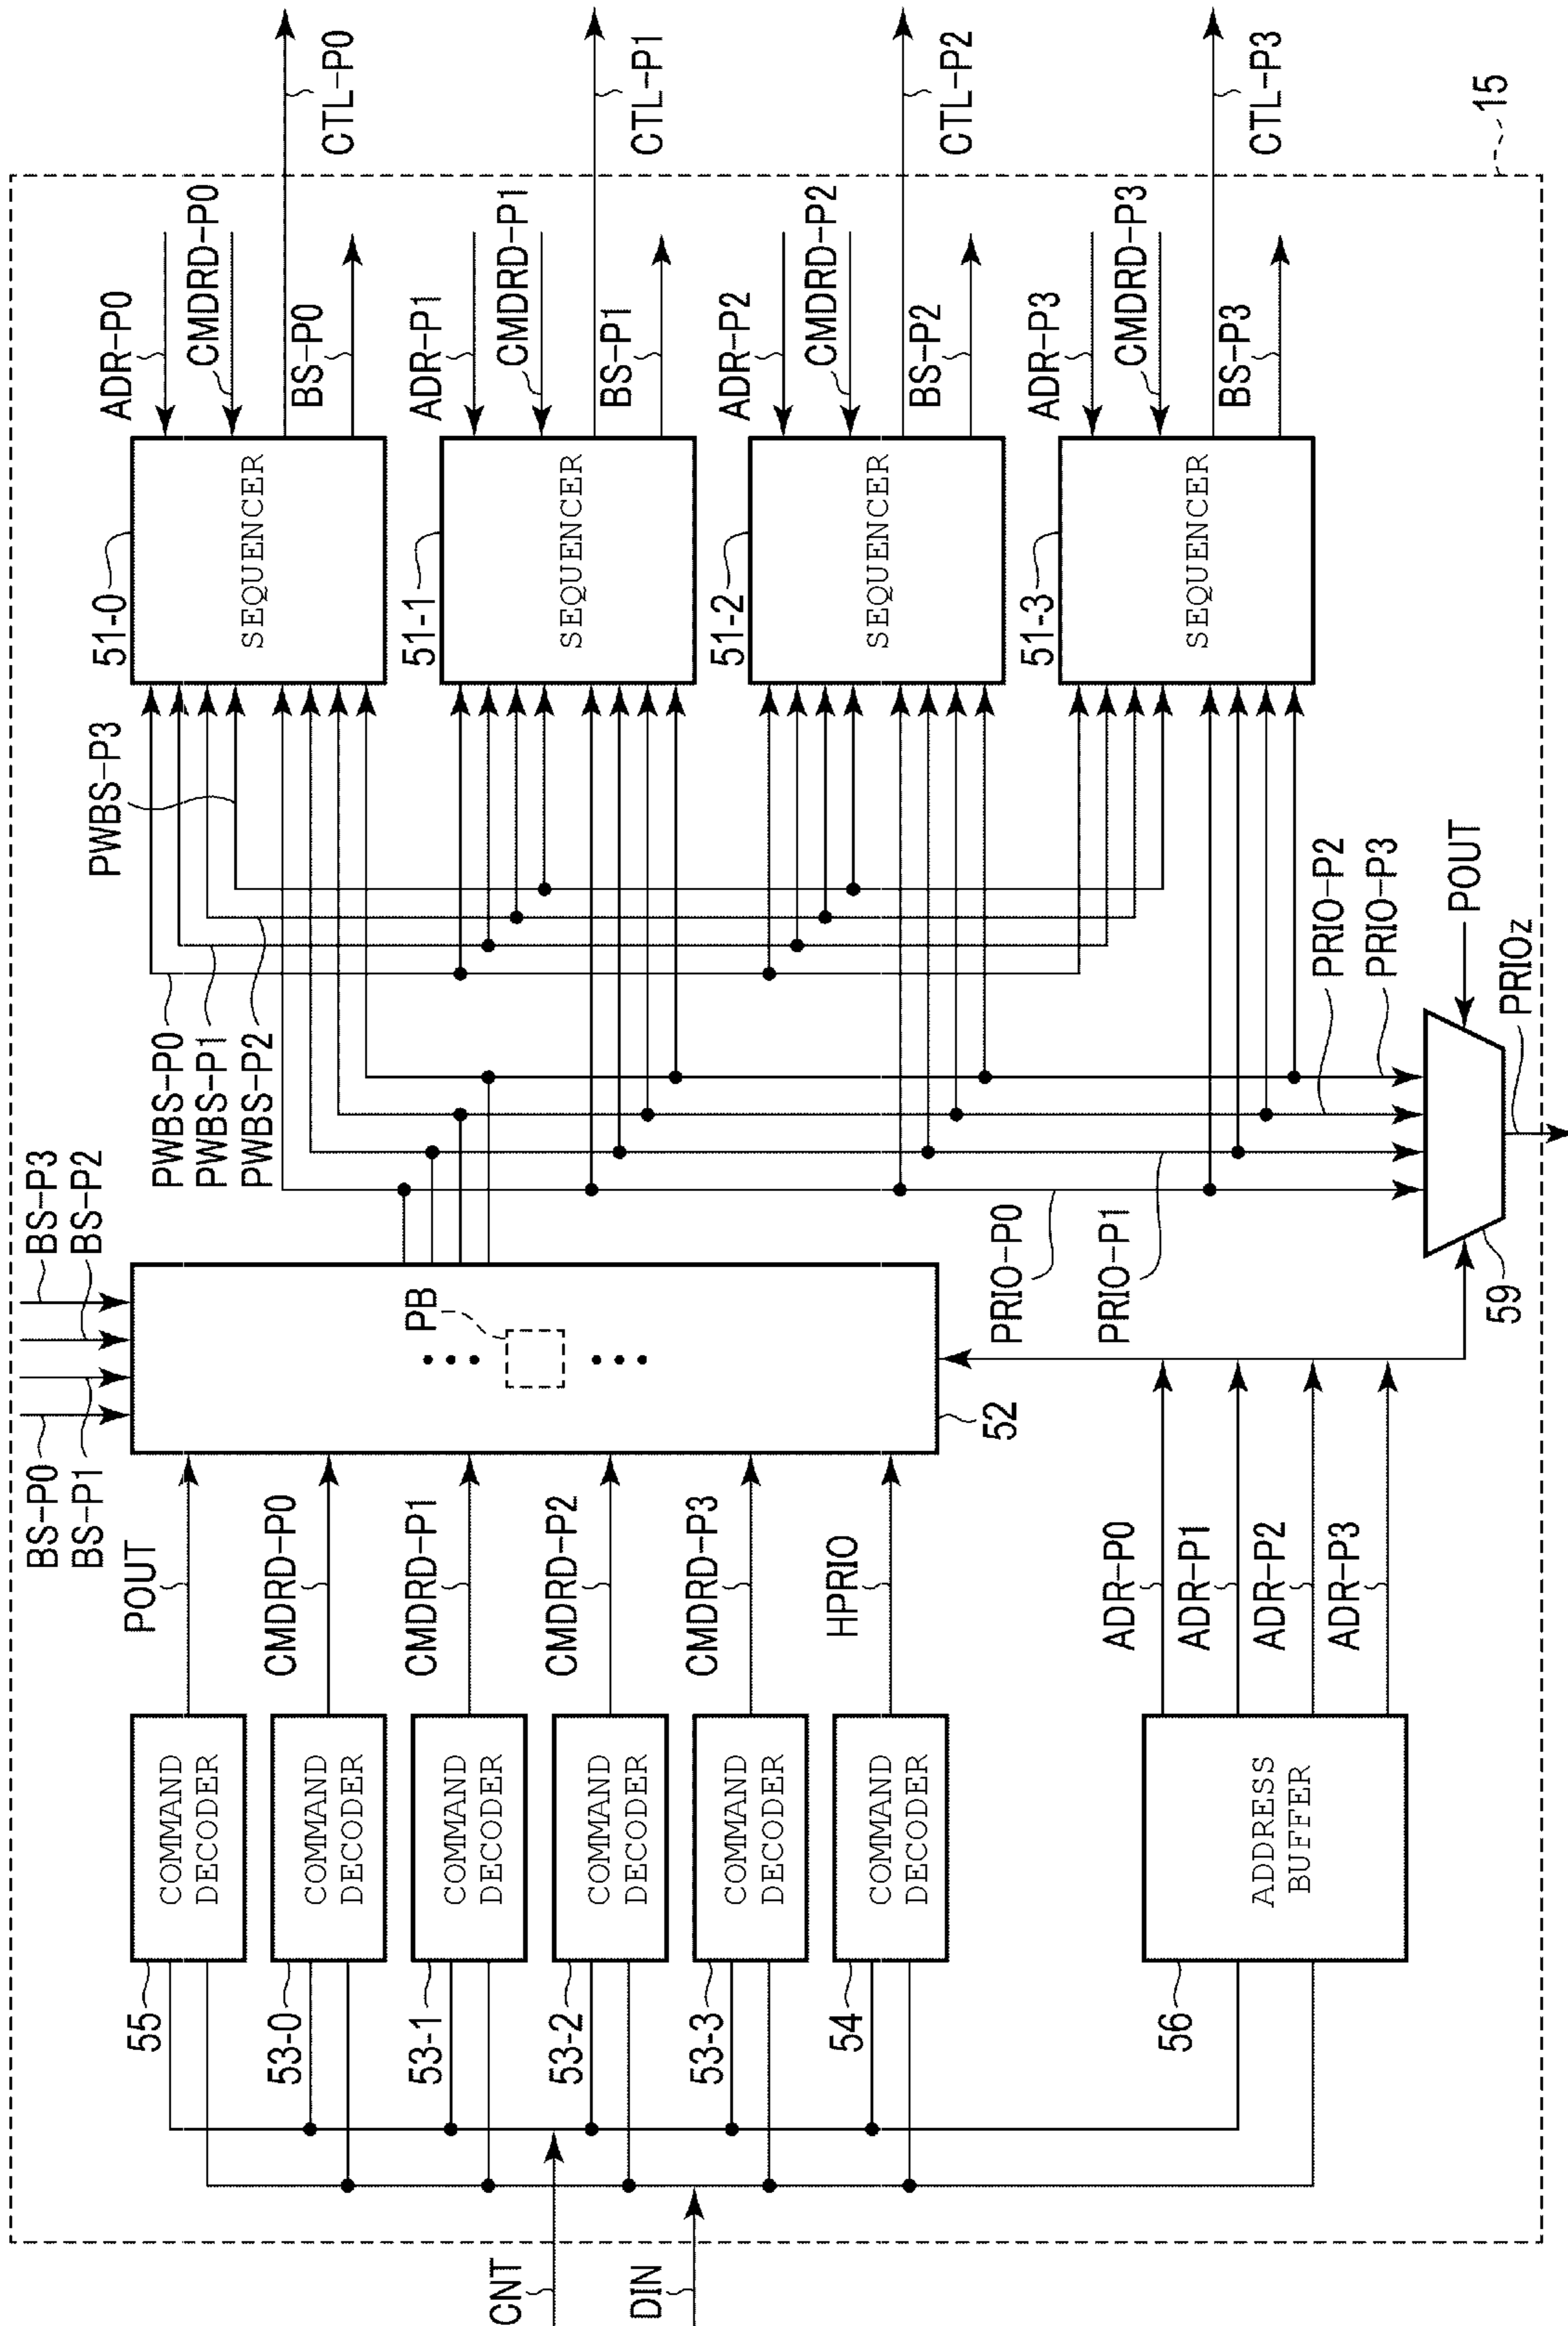 CNT
DIN
55
COMMAND
DECODER
53-0
COMMAND
DECODER
53-1
COMMAND
DECODER
53-2
COMMAND
DECODER
53-3
COMMAND
DECODER
54
COMMAND
DECODER
56
ADDRESS
BUFFER
POUT
CMDRD-P0
CMDRD-P1
CMDRD-P2
CMDRD-P3
HPRIO
ADR-P0
ADR-P1
ADR-P2
ADR-P3
BS-P0
BS-P1
BS-P3
BS-P2
PB
52
PWBS-P0
PWBS-P1
PWBS-P2
PWBS-P3
PRIO-P0
PRIO-P1
PRIO-P2
PRIO-P3
59
POUT
PRIOz
51-0
SEQUENCER
51-1
SEQUENCER
51-2
SEQUENCER
51-3
SEQUENCER
ADR-P0
CMDRD-P0
BS-P0
ADR-P1
CMDRD-P1
BS-P1
ADR-P2
CMDRD-P2
BS-P2
ADR-P3
CMDRD-P3
BS-P3
CTL-P0
CTL-P1
CTL-P2
CTL-P3
15